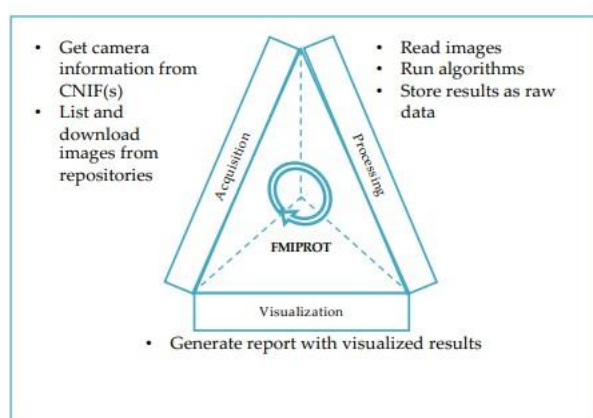 • Get camera
information from
CNIF(s)
• List and
download
images from
repositories
• Read images
• Run algorithms
• Store results as raw
data
Acquisition
Processing
FMIPROT
Visualization
• Generate report with visualized results